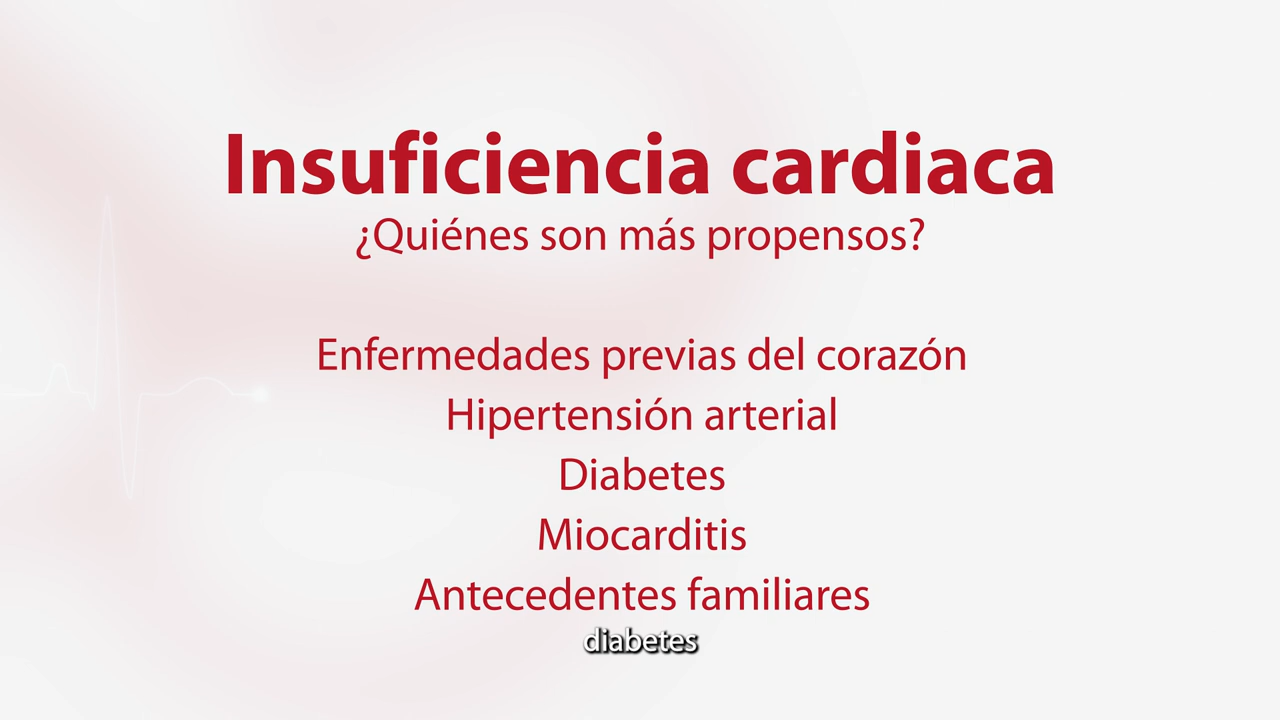 Insuficiencia cardiaca
¿Quiénes son más propensos?
Enfermedades previas del corazón
Hipertensión arterial
Diabetes
Miocarditis
Antecedentes familiares
diabetes